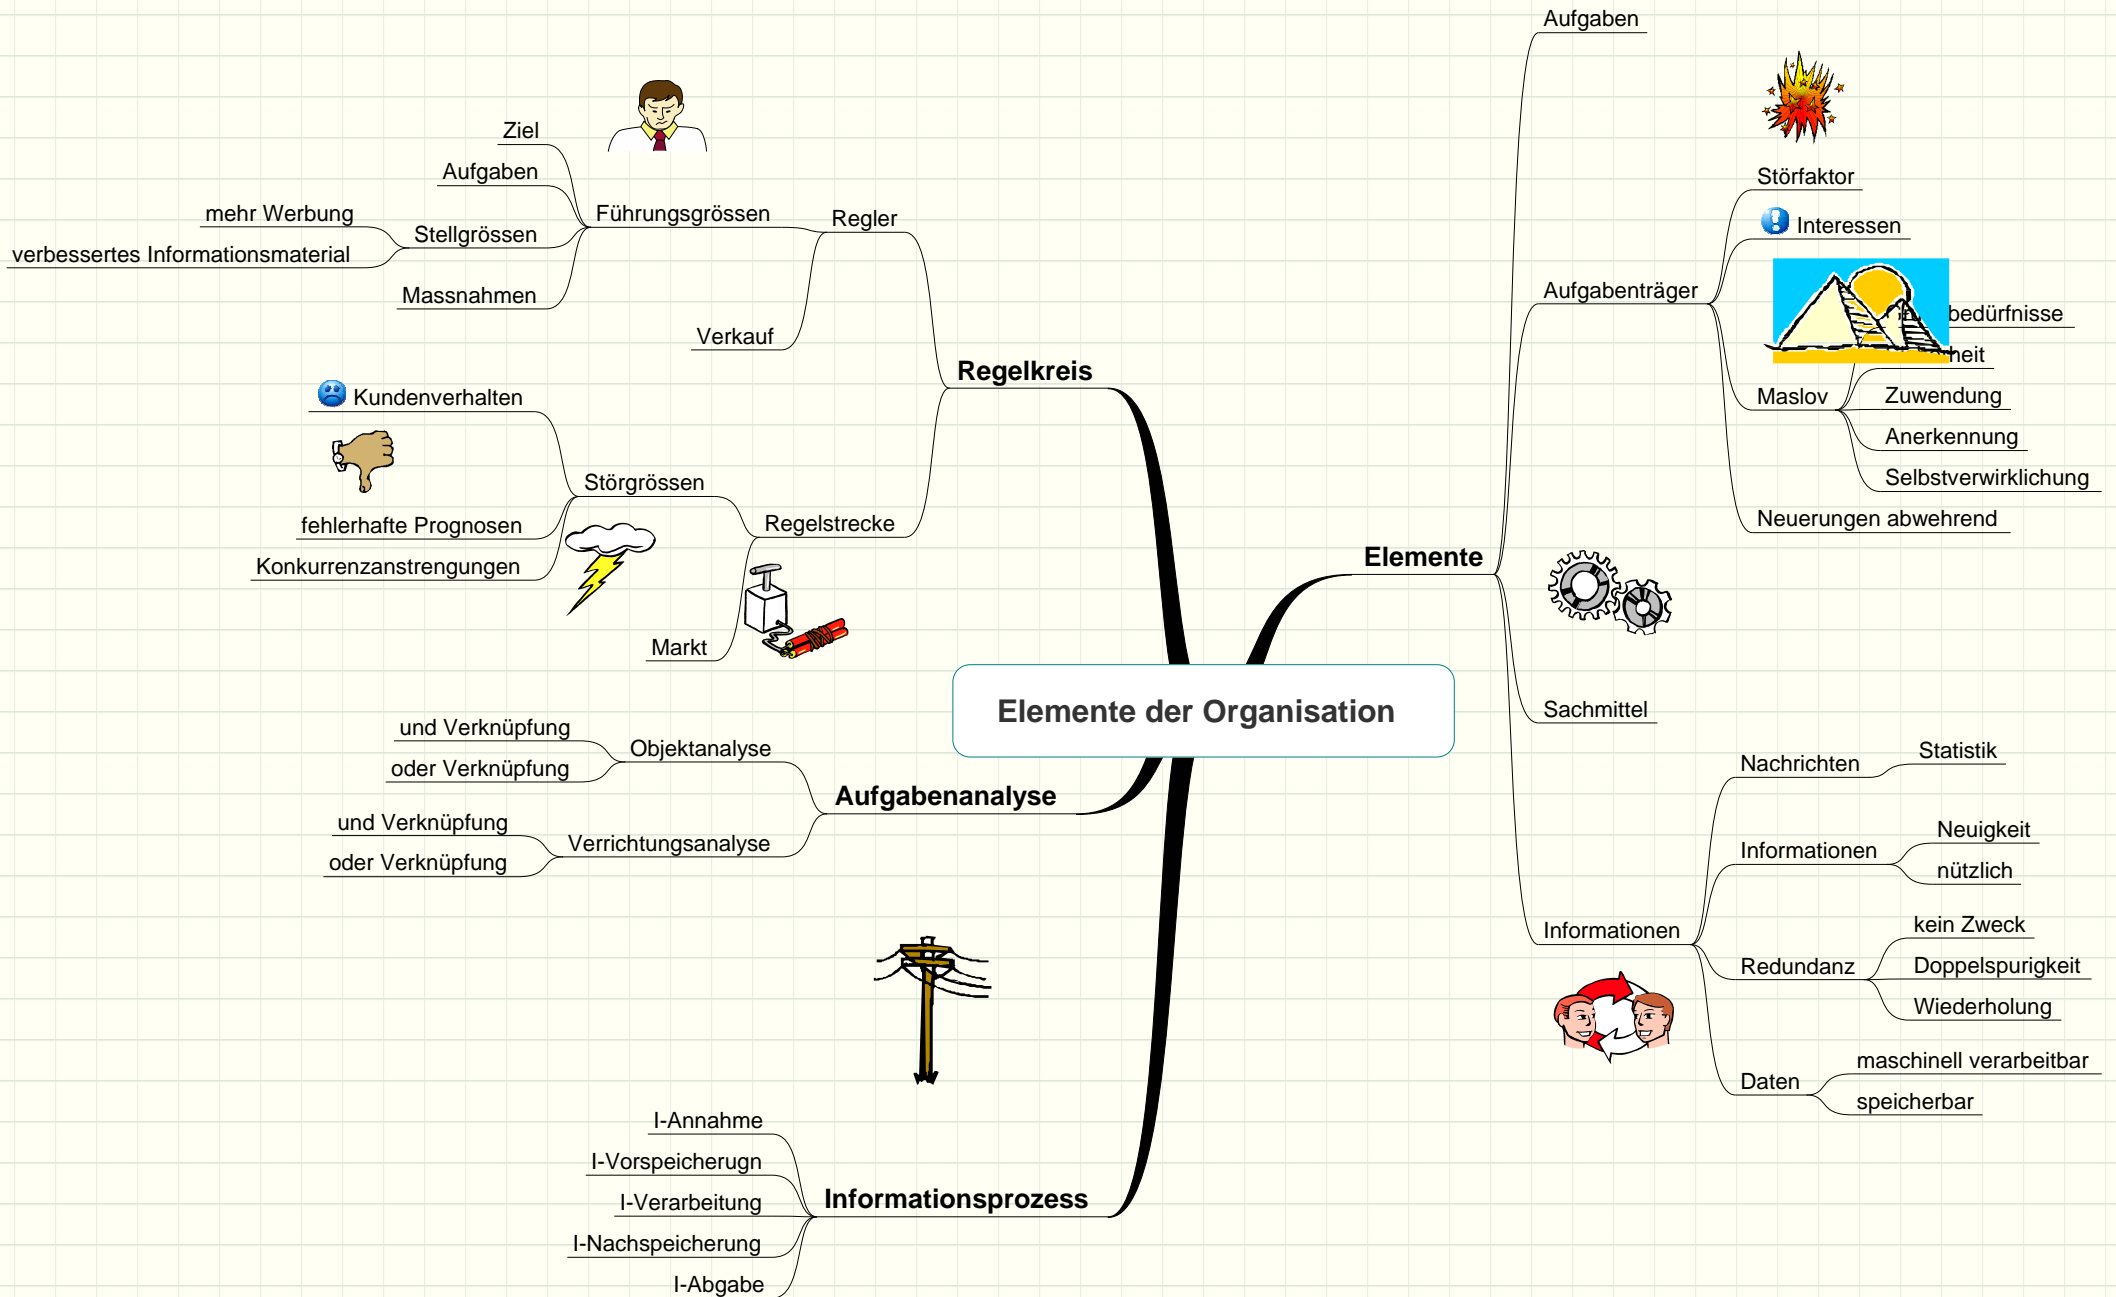 Elemente der Organisation
Elemente
Aufgaben
Aufgabenträger
Störfaktor
Interessen
Maslov
bedürfnisse
Zuwendung
Anerkennung
Selbstverwirklichung
Neuerungen abwehrend
Sachmittel
Informationen
Nachrichten
Statistik
Informationen
Neuigkeit
nützlich
Redundanz
kein Zweck
Doppelspurigkeit
Wiederholung
Daten
maschinell verarbeitbar
speicherbar
Regelkreis
Regler
Führungsgrössen
Ziel
Aufgaben
Stellgrössen
mehr Werbung
verbessertes Informationsmaterial
Massnahmen
Verkauf
Regelstrecke
Störgrössen
Kundenverhalten
fehlerhafte Prognosen
Konkurrenzanstrengungen
Markt
Aufgabenanalyse
Objektanalyse
und Verknüpfung
oder Verknüpfung
Verrichtungsanalyse
und Verknüpfung
oder Verknüpfung
Informationsprozess
I-Annahme
I-Vorspeicherugn
I-Verarbeitung
I-Nachspeicherung
I-Abgabe